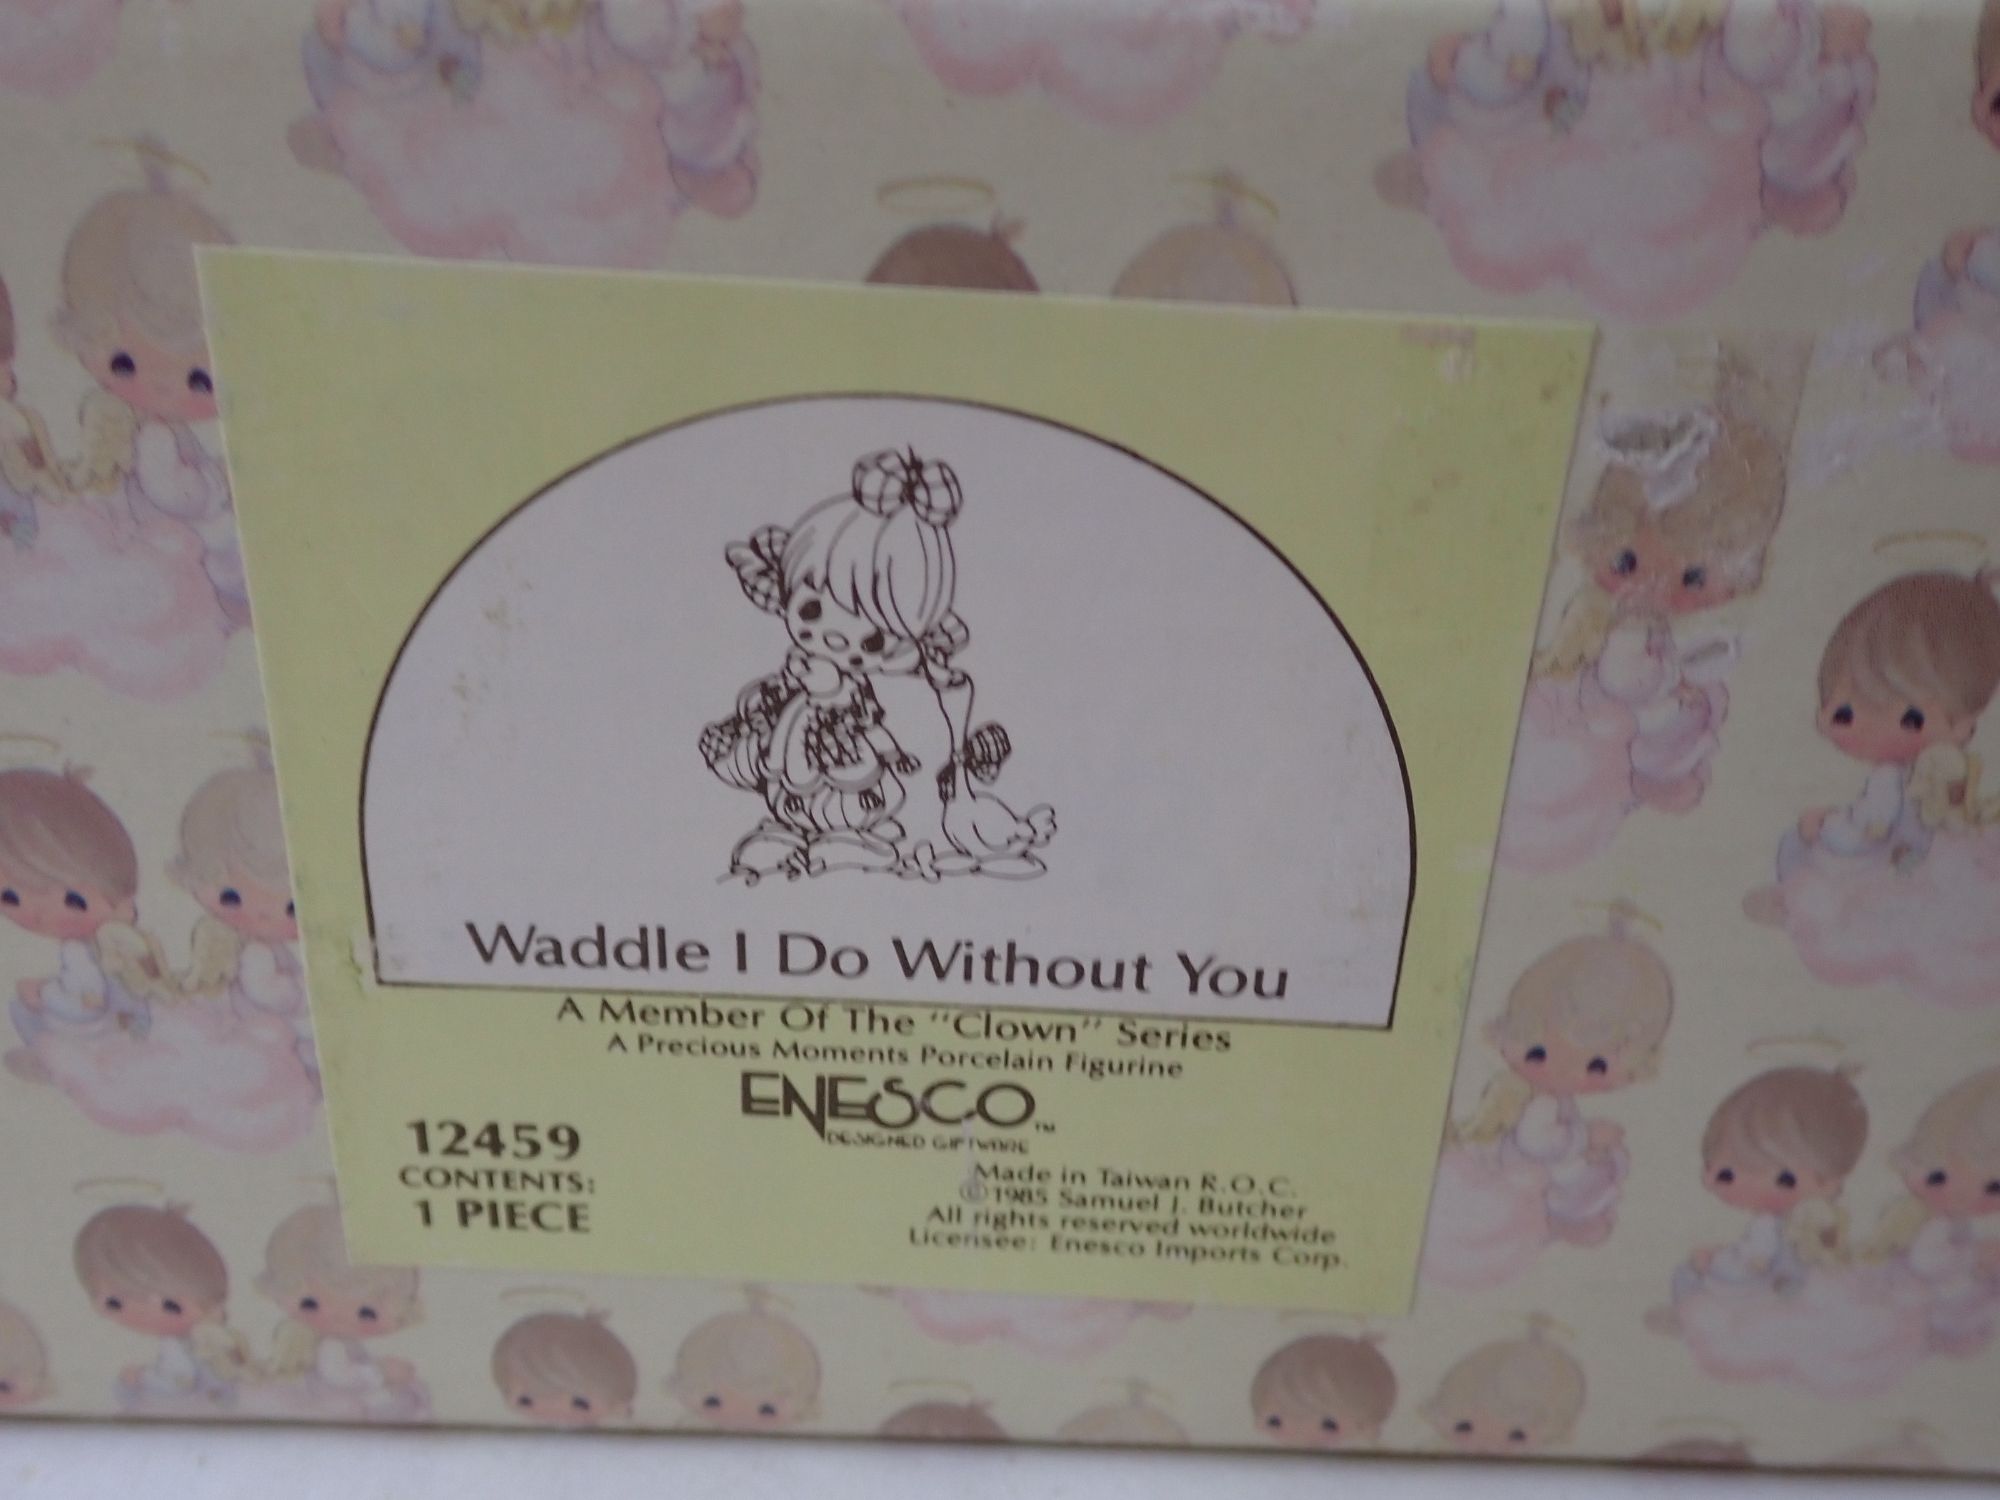 Waddle I Do Without You
A Member Of The "Clown" Series
A Precious Moments Porcelain Figurine
ENESCO™
DESIGNED GIFTWARE
12459
CONTENTS:
1 PIECE
Made in Taiwan R.O.C.
©1985 Samuel J. Butcher
All rights reserved worldwide
Licensee: Enesco Imports Corp.